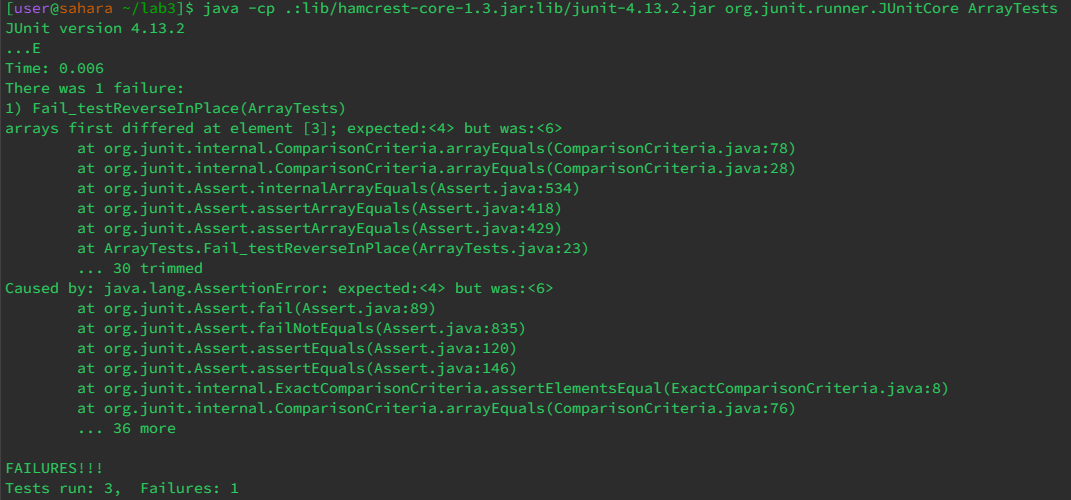 [user@sahara ~/lab3]$ java -cp .:lib/hamcrest-core-1.3.jar:lib/junit-4.13.2.jar org.junit.runner.JUnitCore ArrayTests
JUnit version 4.13.2
...E
Time: 0.006
There was 1 failure:
1) Fail_testReverseInPlace(ArrayTests)
arrays first differed at element [3]; expected:<4> but was:<6>
        at org.junit.internal.ComparisonCriteria.arrayEquals(ComparisonCriteria.java:78)
        at org.junit.internal.ComparisonCriteria.arrayEquals(ComparisonCriteria.java:28)
        at org.junit.Assert.internalArrayEquals(Assert.java:534)
        at org.junit.Assert.assertArrayEquals(Assert.java:418)
        at org.junit.Assert.assertArrayEquals(Assert.java:429)
        at ArrayTests.Fail_testReverseInPlace(ArrayTests.java:23)
        ... 30 trimmed
Caused by: java.lang.AssertionError: expected:<4> but was:<6>
        at org.junit.Assert.fail(Assert.java:89)
        at org.junit.Assert.failNotEquals(Assert.java:835)
        at org.junit.Assert.assertEquals(Assert.java:120)
        at org.junit.Assert.assertEquals(Assert.java:146)
        at org.junit.internal.ExactComparisonCriteria.assertElementsEqual(ExactComparisonCriteria.java:8)
        at org.junit.internal.ComparisonCriteria.arrayEquals(ComparisonCriteria.java:76)
        ... 36 more

FAILURES!!!
Tests run: 3,  Failures: 1